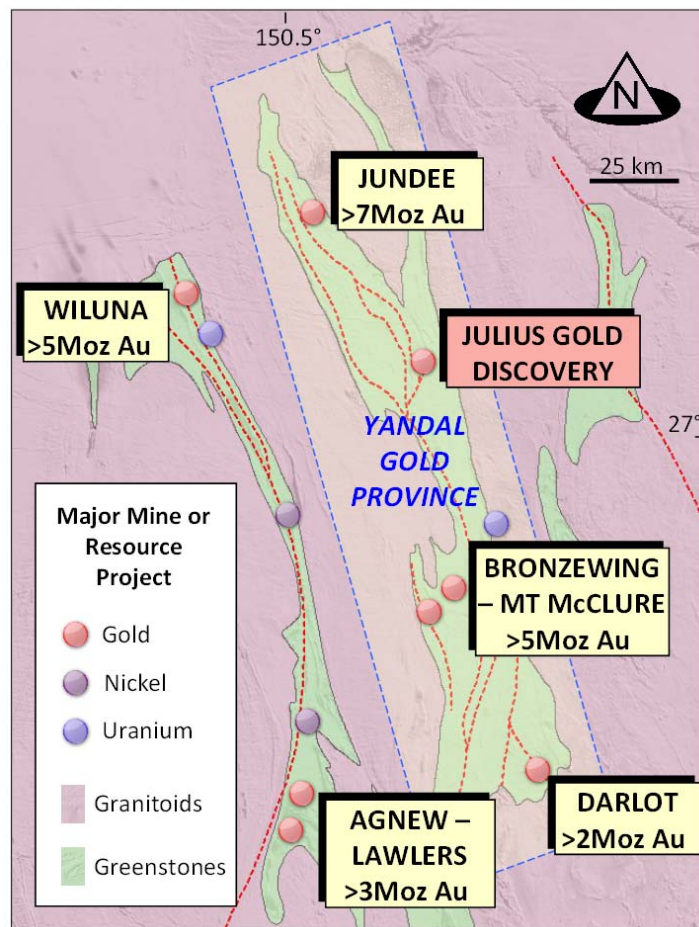 150.5°
N
25 km
JUNDEE
>7Moz Au
WILUNA
>5Moz Au
JULIUS GOLD
DISCOVERY
27°
YANDAL
GOLD
PROVINCE
Major Mine or
Resource
Project
Gold
Nickel
Uranium
Granitoids
Greenstones
BRONZEWING
– MT McCLURE
>5Moz Au
AGNEW –
LAWLERS
>3Moz Au
DARLOT
>2Moz Au